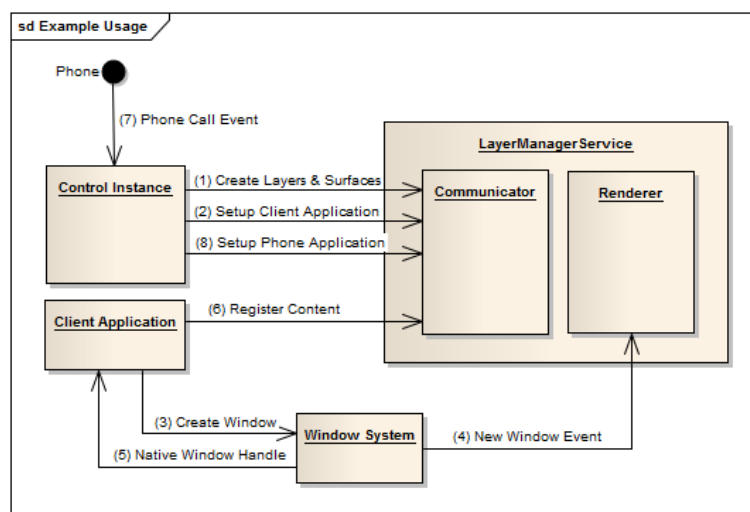 sd Example Usage
Phone
(7) Phone Call Event
LayerManagerService
Control Instance
(1) Create Layers & Surfaces
Communicator
Renderer
(2) Setup Client Application
(8) Setup Phone Application
Client Application
(6) Register Content
(3) Create Window
Window System
(4) New Window Event
(5) Native Window Handle